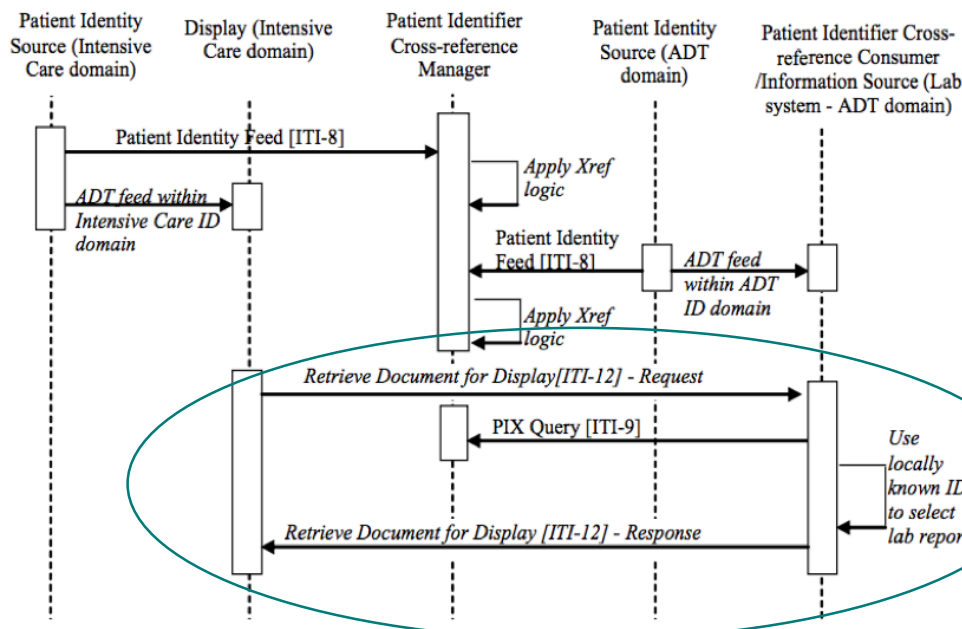 Patient Identity
Source (Intensive
Care domain)
Display (Intensive
Care domain)
Patient Identifier
Cross-reference
Manager
Patient Identity
Source (ADT
domain)
Patient Identifier Cross-
reference Consumer
/Information Source (Lab
system - ADT domain)
Patient Identity Feed [ITI-8]
Apply Xref
logic
ADT feed within
Intensive Care ID
domain
Patient Identity
Feed [ITI-8]
ADT feed
within ADT
ID domain
Apply Xref
logic
Retrieve Document for Display[ITI-12] - Request
PIX Query [ITI-9]
Use
locally
known ID
to select
lab repor
Retrieve Document for Display [ITI-12] - Response